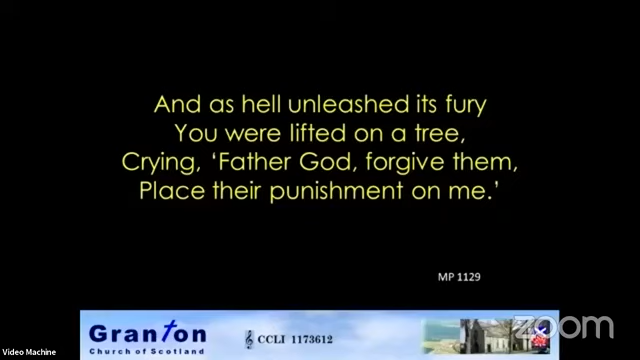 And as hell unleashed its fury
You were lifted on a tree,
Crying, ‘Father God, forgive them,
Place their punishment on me.’
MP 1129
Granton
Church of Scotland
CCLI 1173612
zoom
Video Machine